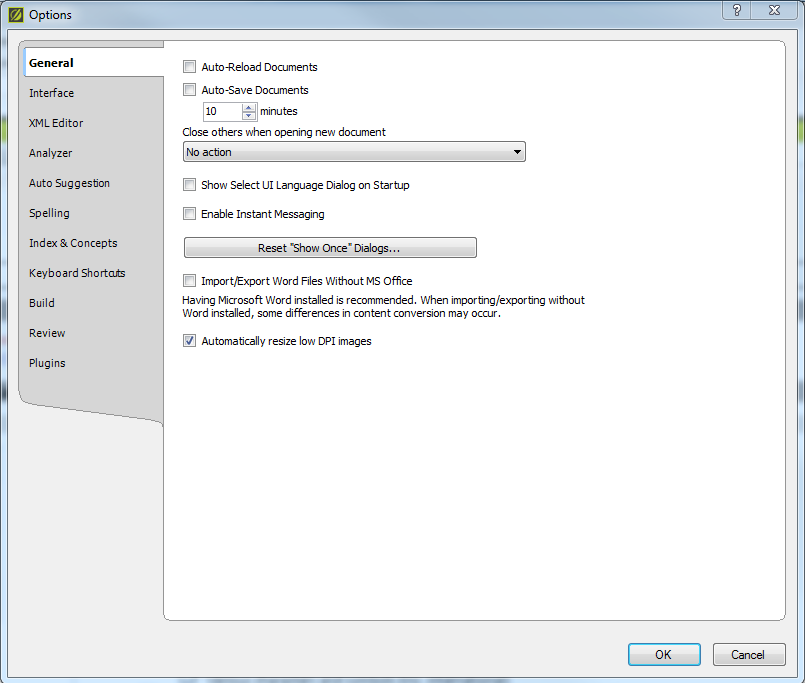 Options
?
General
Interface
XML Editor
Analyzer
Auto Suggestion
Spelling
Index & Concepts
Keyboard Shortcuts
Build
Review
Plugins
Auto-Reload Documents
Auto-Save Documents
10 minutes
Close others when opening new document
No action
Show Select UI Language Dialog on Startup
Enable Instant Messaging
Reset "Show Once" Dialogs...
Import/Export Word Files Without MS Office
Having Microsoft Word installed is recommended. When importing/exporting without
Word installed, some differences in content conversion may occur.
Automatically resize low DPI images
OK
Cancel